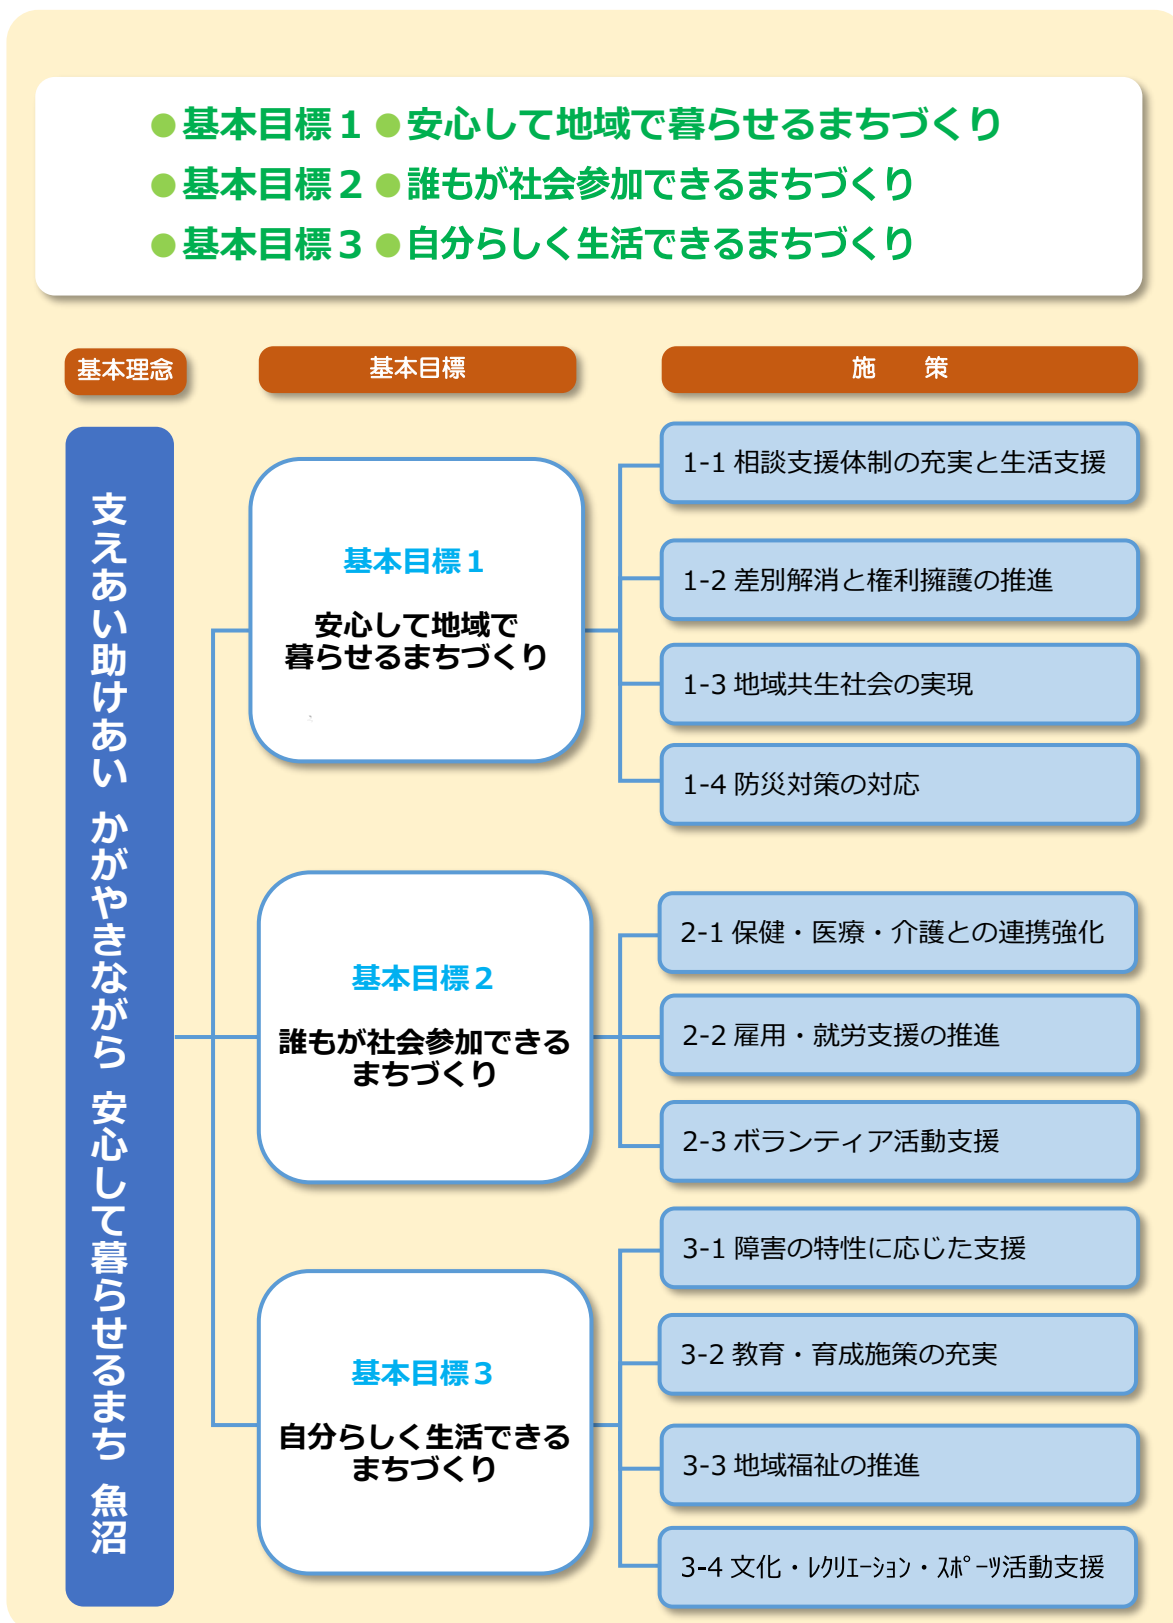 ●基本目標１●安心して地域で暮らせるまちづくり
●基本目標２●誰もが社会参加できるまちづくり
●基本目標３●自分らしく生活できるまちづくり
基本理念
基本目標
施　策
支えあい助けあい　かがやきながら　安心して暮らせるまち　魚沼
基本目標１
安心して地域で
暮らせるまちづくり
1-1 相談支援体制の充実と生活支援
1-2 差別解消と権利擁護の推進
1-3 地域共生社会の実現
1-4 防災対策の対応
基本目標２
誰もが社会参加できる
まちづくり
2-1 保健・医療・介護との連携強化
2-2 雇用・就労支援の推進
2-3 ボランティア活動支援
基本目標３
自分らしく生活できる
まちづくり
3-1 障害の特性に応じた支援
3-2 教育・育成施策の充実
3-3 地域福祉の推進
3-4 文化・ﾚｸﾘｴｰｼｮﾝ・ｽﾎﾟｰﾂ活動支援